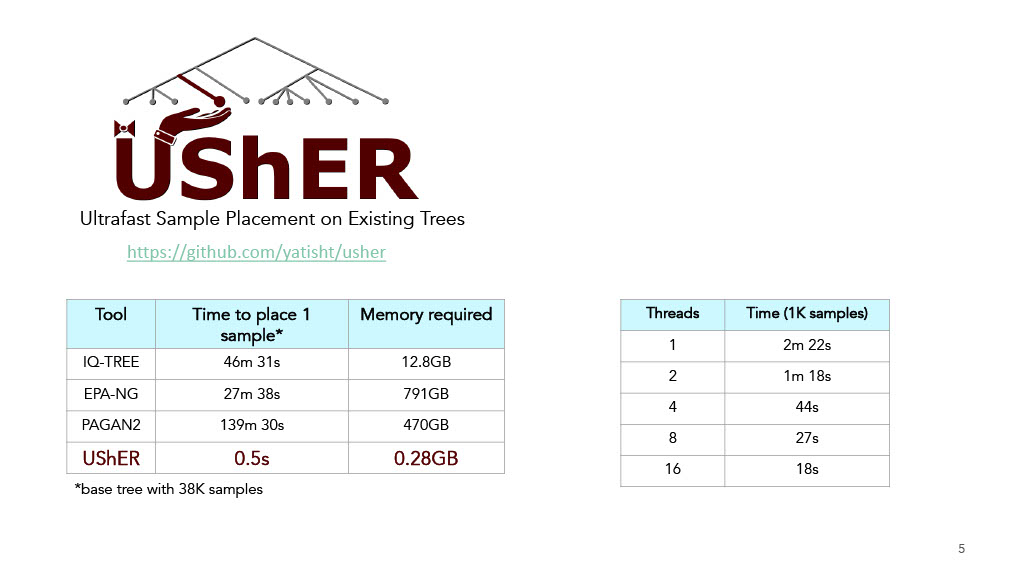 UShER
Ultrafast Sample Placement on Existing Trees
https://github.com/yatisht/usher
Tool Time to place 1 sample* Memory required
IQ-TREE 46m 31s 12.8GB
EPA-NG 27m 38s 791GB
PAGAN2 139m 30s 470GB
UShER 0.5s 0.28GB
*base tree with 38K samples
Threads Time (1K samples)
1 2m 22s
2 1m 18s
4 44s
8 27s
16 18s
5